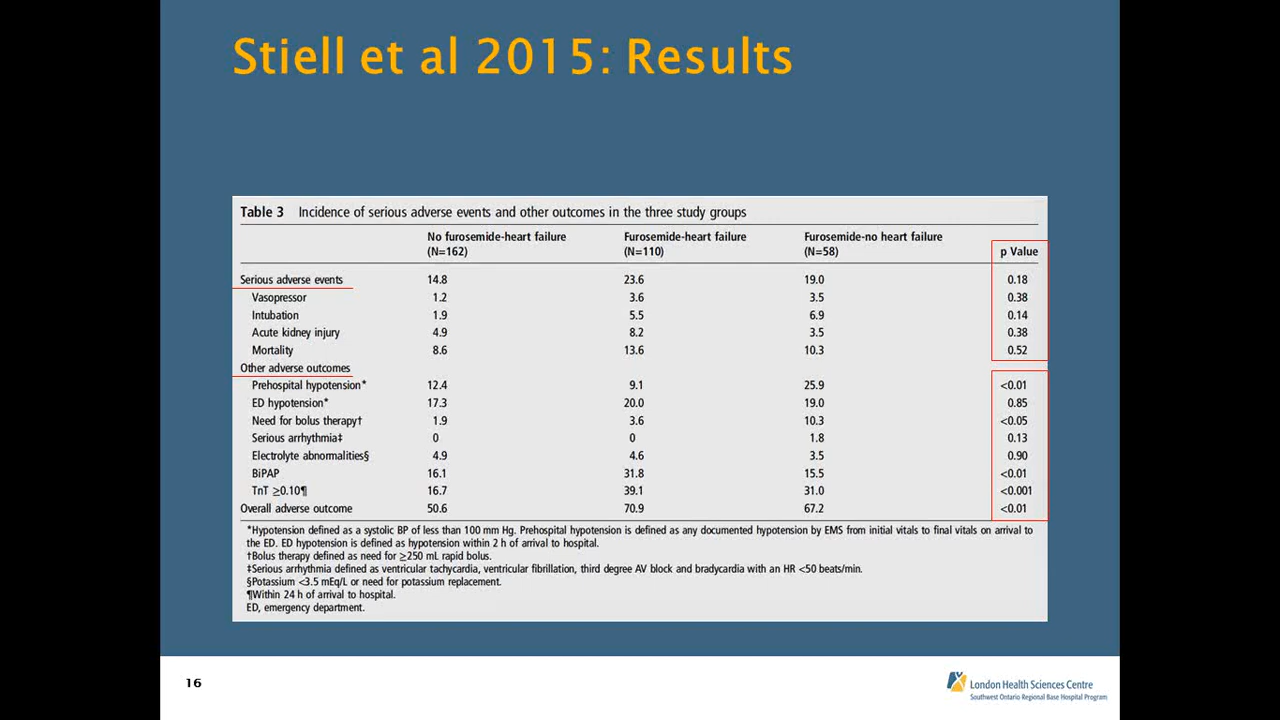 Stiell et al 2015: Results
Table 3 Incidence of serious adverse events and other outcomes in the three study groups
No furosemide-heart failure Furosemide-heart failure Furosemide-no heart failure
(N=162) (N=110) (N=58) p Value
Serious adverse events 14.8 23.6 19.0 0.18
Vasopressor 1.2 3.6 3.5 0.38
Intubation 1.9 5.5 6.9 0.14
Acute kidney injury 4.9 8.2 3.5 0.38
Mortality 8.6 13.6 10.3 0.52
Other adverse outcomes
Prehospital hypotension* 12.4 9.1 25.9 <0.01
ED hypotension* 17.3 20.0 19.0 0.85
Need for bolus therapy† 1.9 3.6 10.3 <0.05
Serious arrhythmia‡ 0 0 1.8 0.13
Electrolyte abnormalities§ 4.9 4.6 3.5 0.90
BiPAP 16.1 31.8 15.5 <0.01
TnT ≥0.10¶ 16.7 39.1 31.0 <0.001
Overall adverse outcome 50.6 70.9 67.2 <0.01
*Hypotension defined as a systolic BP of less than 100 mm Hg. Prehospital hypotension is defined as any documented hypotension by EMS from initial vitals to final vitals on arrival to
the ED. ED hypotension is defined as hypotension within 2 h of arrival to hospital.
†Bolus therapy defined as need for ≥250 mL rapid bolus.
‡Serious arrhythmia defined as ventricular tachycardia, ventricular fibrillation, third degree AV block and bradycardia with an HR <50 beats/min.
§Potassium <3.5 mEq/L or need for potassium replacement.
¶Within 24 h of arrival to hospital.
ED, emergency department.
16
London Health Sciences Centre
Southwest Ontario Regional Base Hospital Program